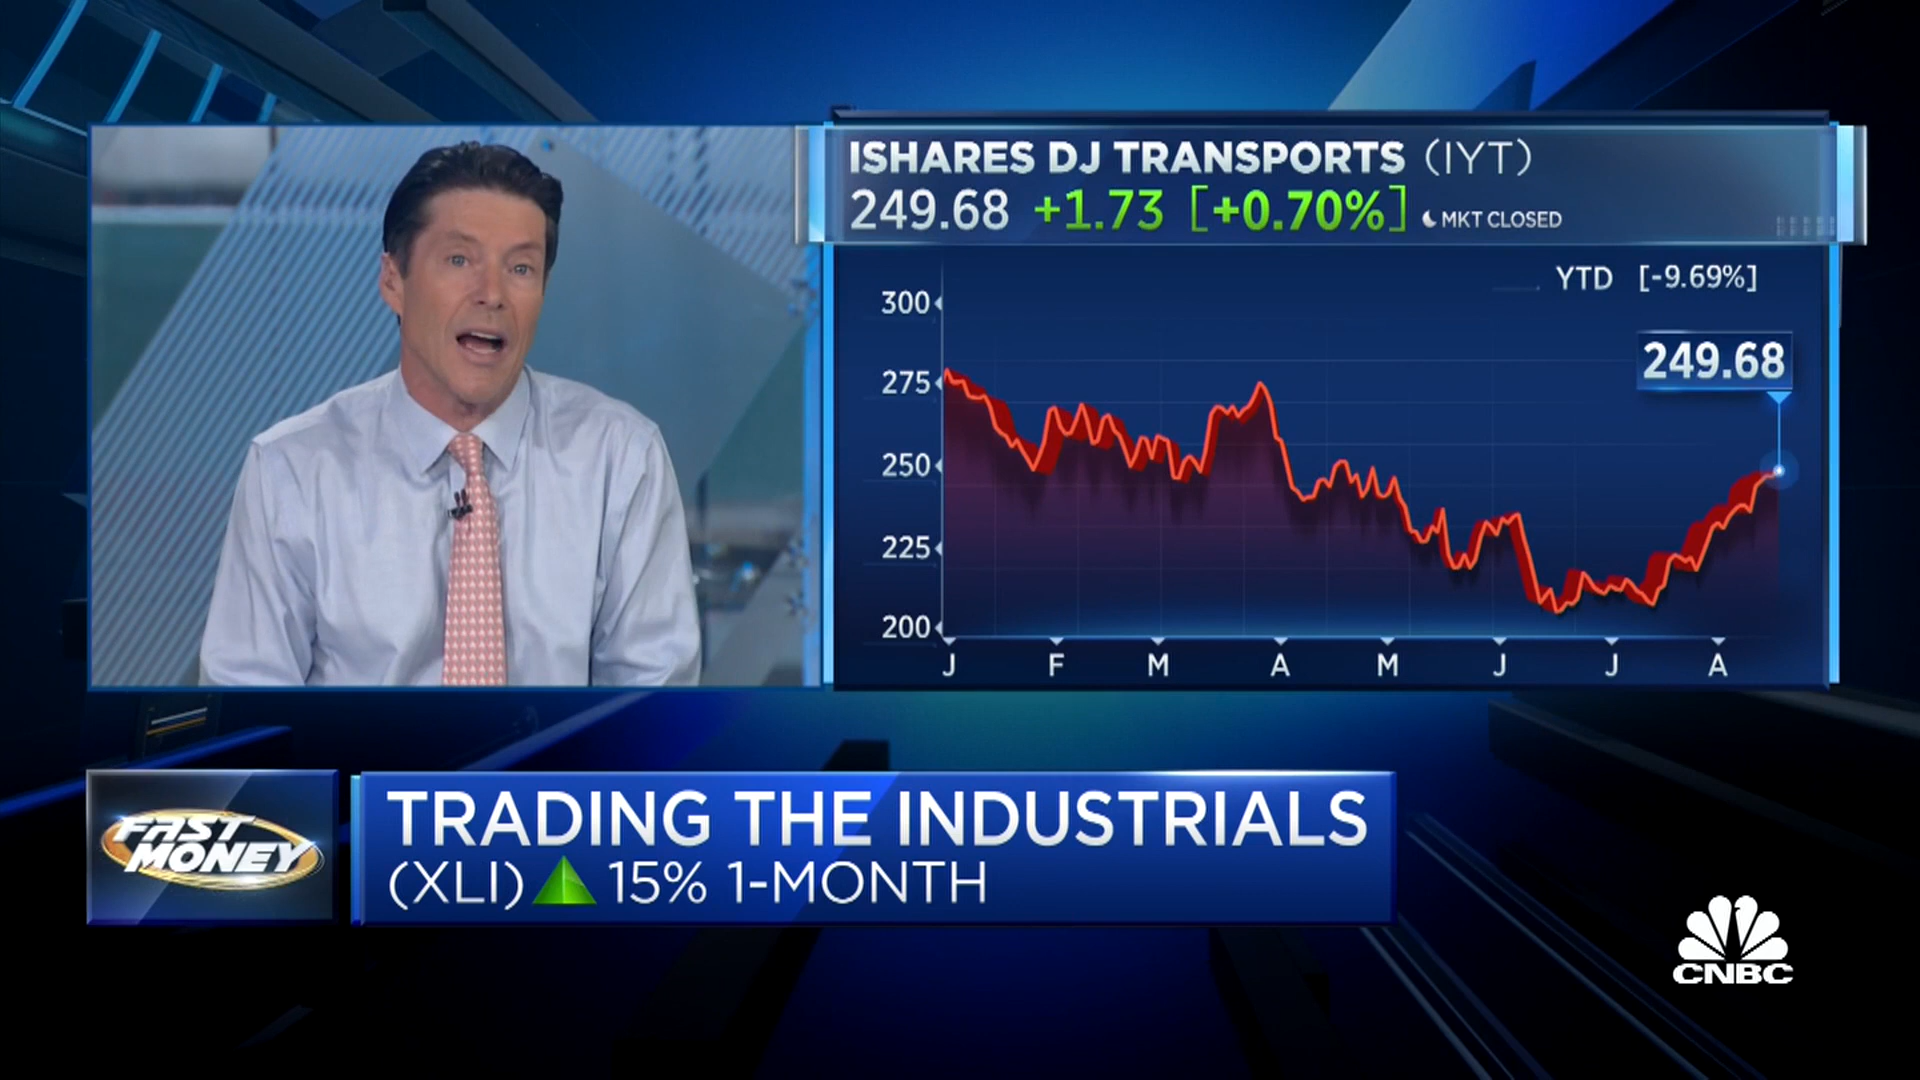 ISHARES DJ TRANSPORTS (IYT)
249.68 +1.73 [+0.70%] MKT CLOSED
YTD [-9.69%]
249.68
300
275
250
225
200
J F M A M J J A
FAST
MONEY
TRADING THE INDUSTRIALS
(XLI) 15% 1-MONTH
CNBC